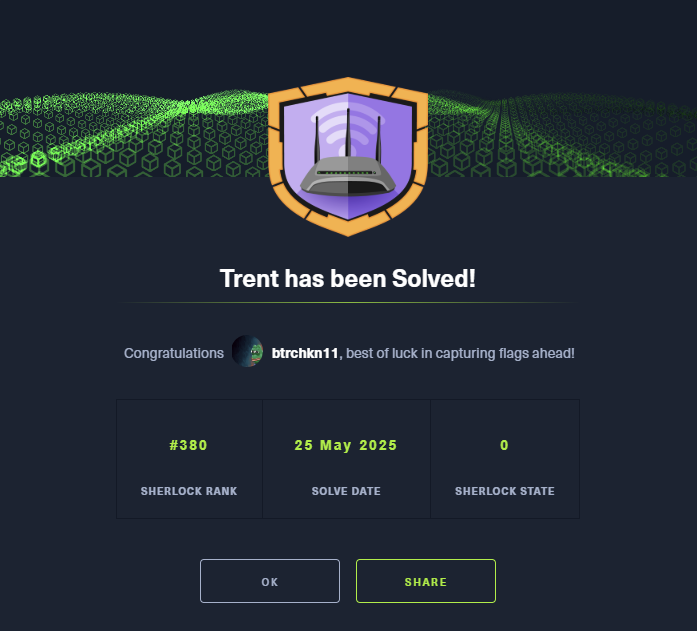 Trent has been Solved!
Congratulations btrchkn11, best of luck in capturing flags ahead!
#380 25 May 2025 0
SHERLOCK RANK SOLVE DATE SHERLOCK STATE
OK SHARE